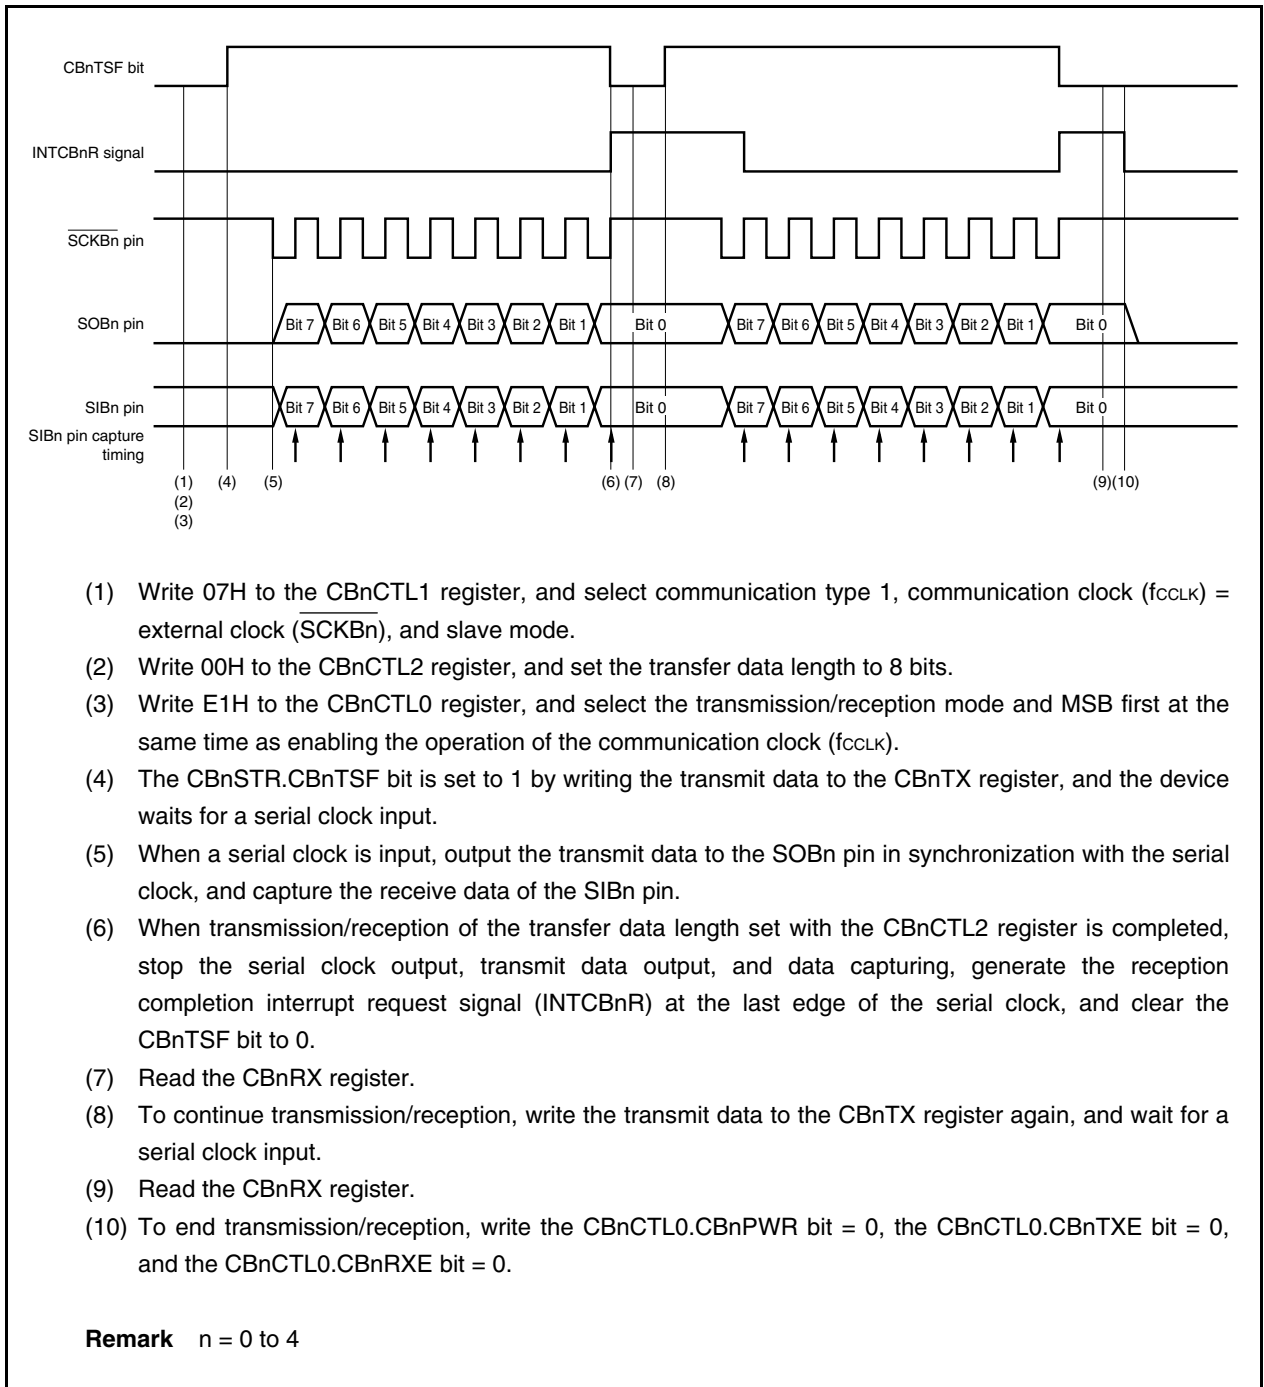 CBnTSF bit
INTCBnR signal
SCKBn pin
SOBn pin
Bit 7 Bit 6 Bit 5 Bit 4 Bit 3 Bit 2 Bit 1 Bit 0 Bit 7 Bit 6 Bit 5 Bit 4 Bit 3 Bit 2 Bit 1 Bit 0
SIBn pin
Bit 7 Bit 6 Bit 5 Bit 4 Bit 3 Bit 2 Bit 1 Bit 0 Bit 7 Bit 6 Bit 5 Bit 4 Bit 3 Bit 2 Bit 1 Bit 0
SIBn pin capture
timing
(1) (4) (5) (6) (7) (8) (9) (10)
(2)
(3)
(1) Write 07H to the CBnCTL1 register, and select communication type 1, communication clock (fCCLK) =
external clock (SCKBn), and slave mode.
(2) Write 00H to the CBnCTL2 register, and set the transfer data length to 8 bits.
(3) Write E1H to the CBnCTL0 register, and select the transmission/reception mode and MSB first at the
same time as enabling the operation of the communication clock (fCCLK).
(4) The CBnSTR.CBnTSF bit is set to 1 by writing the transmit data to the CBnTX register, and the device
waits for a serial clock input.
(5) When a serial clock is input, output the transmit data to the SOBn pin in synchronization with the serial
clock, and capture the receive data of the SIBn pin.
(6) When transmission/reception of the transfer data length set with the CBnCTL2 register is completed,
stop the serial clock output, transmit data output, and data capturing, generate the reception
completion interrupt request signal (INTCBnR) at the last edge of the serial clock, and clear the
CBnTSF bit to 0.
(7) Read the CBnRX register.
(8) To continue transmission/reception, write the transmit data to the CBnTX register again, and wait for a
serial clock input.
(9) Read the CBnRX register.
(10) To end transmission/reception, write the CBnCTL0.CBnPWR bit = 0, the CBnCTL0.CBnTXE bit = 0,
and the CBnCTL0.CBnRXE bit = 0.
Remark n = 0 to 4